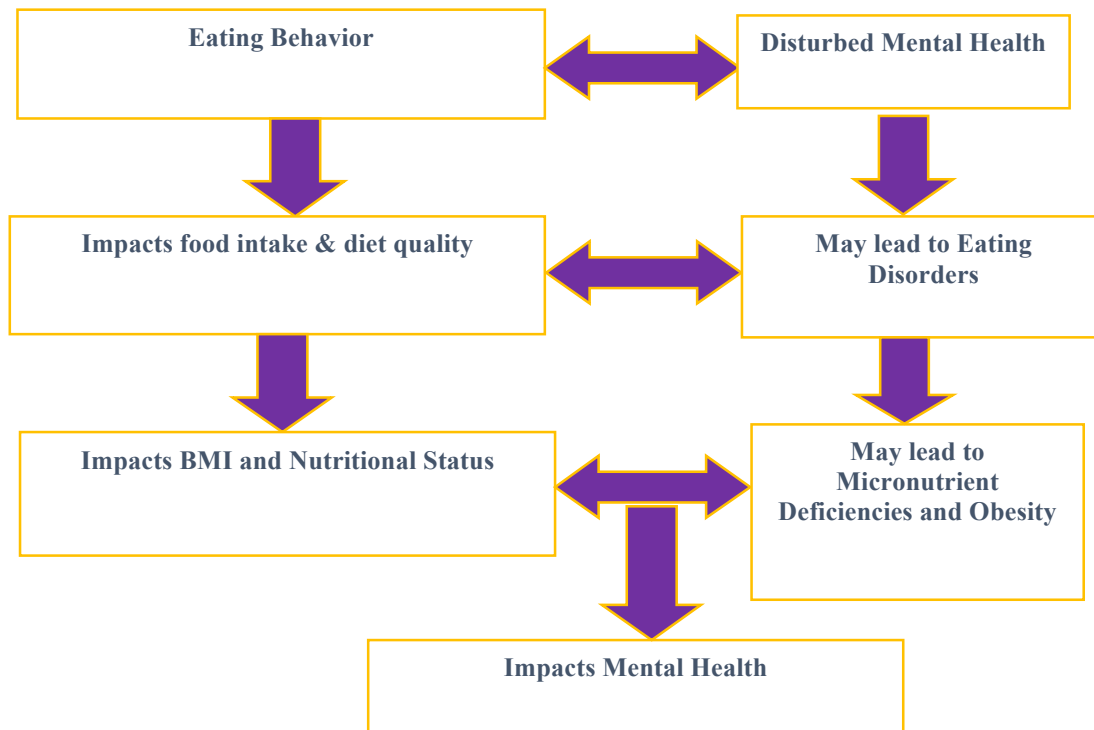 Eating Behavior
Disturbed Mental Health
Impacts food intake & diet quality
May lead to Eating
Disorders
Impacts BMI and Nutritional Status
May lead to
Micronutrient
Deficiencies and Obesity
Impacts Mental Health